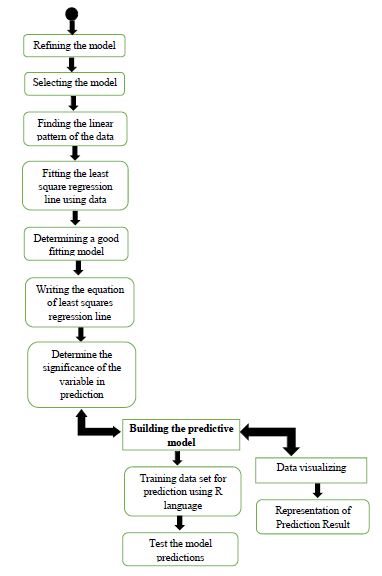 Refining the model
Selecting the model
Finding the linear
pattern of the data
Fitting the least
square regression
line using data
Determining a good
fitting model
Writing the equation
of least squares
regression line
Determine the
significance of the
variable in
prediction
Building the predictive
model
Training data set for
prediction using R
language
Test the model
predictions
Data visualizing
Representation of
Prediction Result